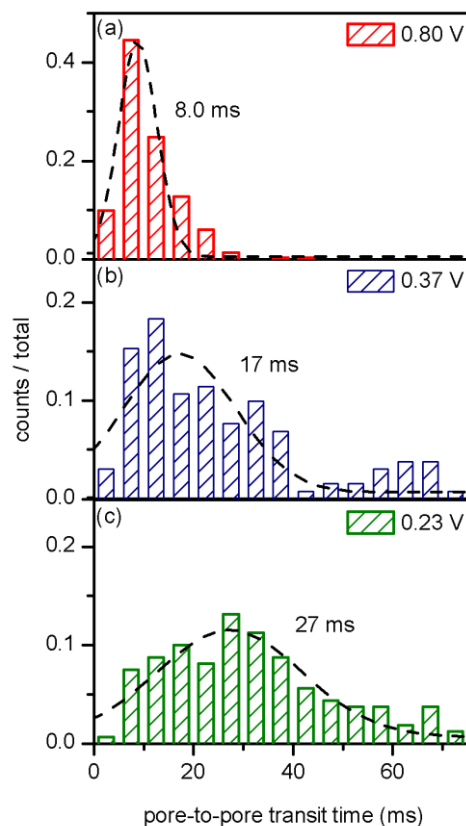 (a)
0.80 V
0.4
8.0 ms
0.2
0.0
(b)
0.37 V
0.2
17 ms
0.1
0.0
(c)
0.23 V
0.2
27 ms
0.1
0.0
counts / total
0 20 40 60
pore-to-pore transit time (ms)